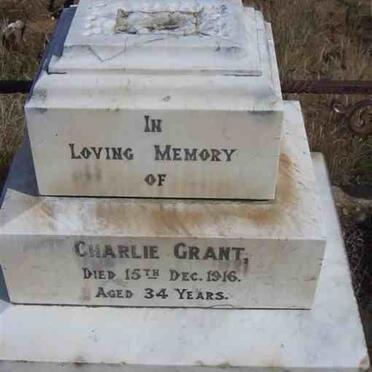 In
Loving Memory
of
Charlie Grant,
Died 15th Dec. 1916.
Aged 34 Years.